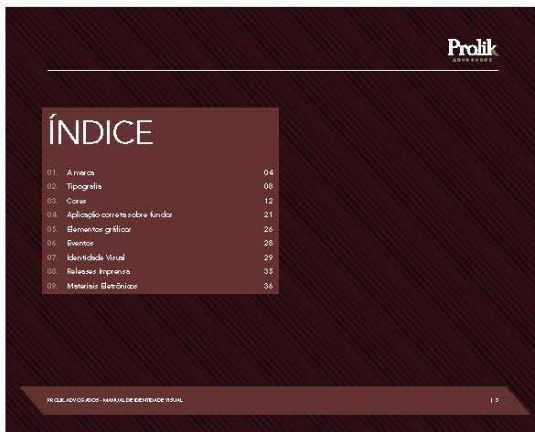 Prolik
ADVOGADOS
ÍNDICE
01. A marca 04
02. Tipografia 08
03. Cores 12
04. Aplicação correta sobre fundos 21
05. Elementos gráficos 26
06. Eventos 28
07. Identidade Visual 29
08. Releases Imprensa 35
09. Materiais Eletrônicos 36
PROLIK ADVOGADOS - MANUAL DE IDENTIDADE VISUAL | 3